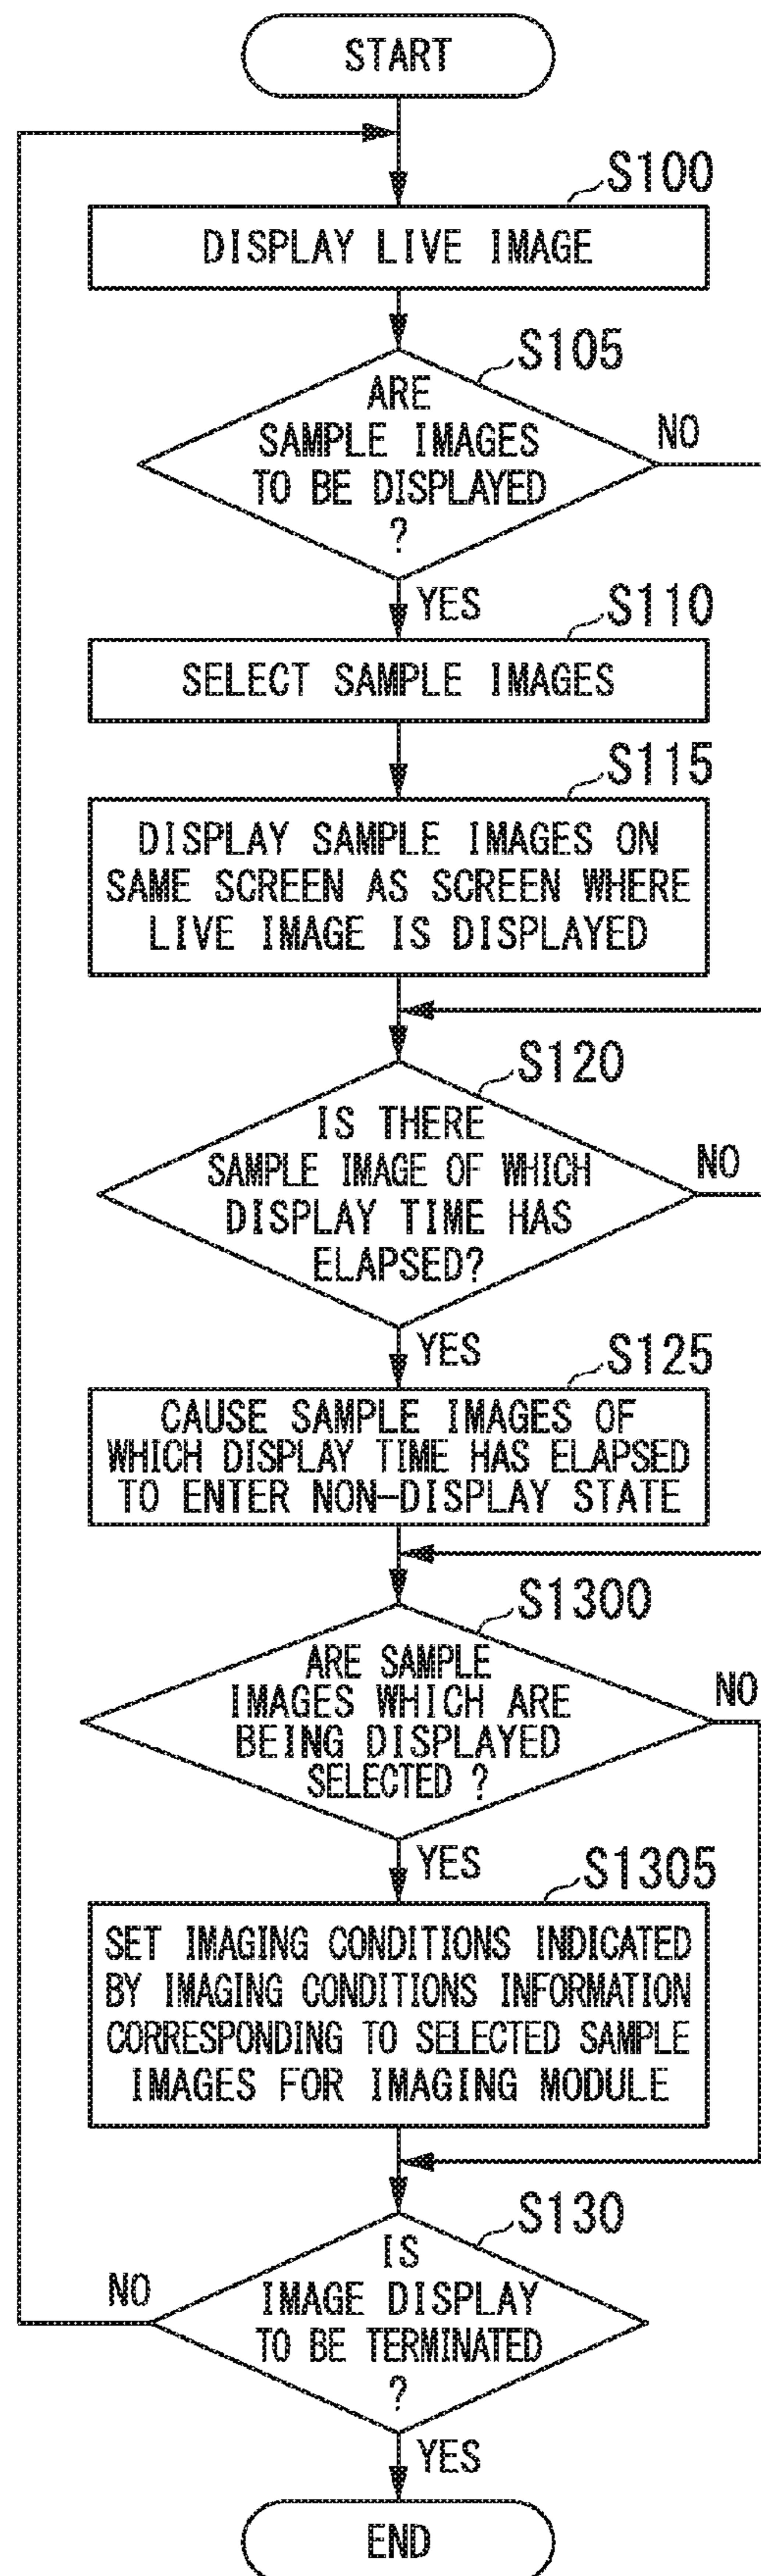 START
S100
DISPLAY LIVE IMAGE
S105
ARE
SAMPLE IMAGES
TO BE DISPLAYED
?
NO
YES
S110
SELECT SAMPLE IMAGES
S115
DISPLAY SAMPLE IMAGES ON
SAME SCREEN AS SCREEN WHERE
LIVE IMAGE IS DISPLAYED
S120
IS THERE
SAMPLE IMAGE OF WHICH
DISPLAY TIME HAS
ELAPSED?
NO
YES
S125
CAUSE SAMPLE IMAGES OF
WHICH DISPLAY TIME HAS ELAPSED
TO ENTER NON-DISPLAY STATE
S1300
ARE SAMPLE
IMAGES WHICH ARE
BEING DISPLAYED
SELECTED ?
NO
YES
S1305
SET IMAGING CONDITIONS INDICATED
BY IMAGING CONDITIONS INFORMATION
CORRESPONDING TO SELECTED SAMPLE
IMAGES FOR IMAGING MODULE
S130
IS
IMAGE DISPLAY
TO BE TERMINATED
?
NO
YES
END